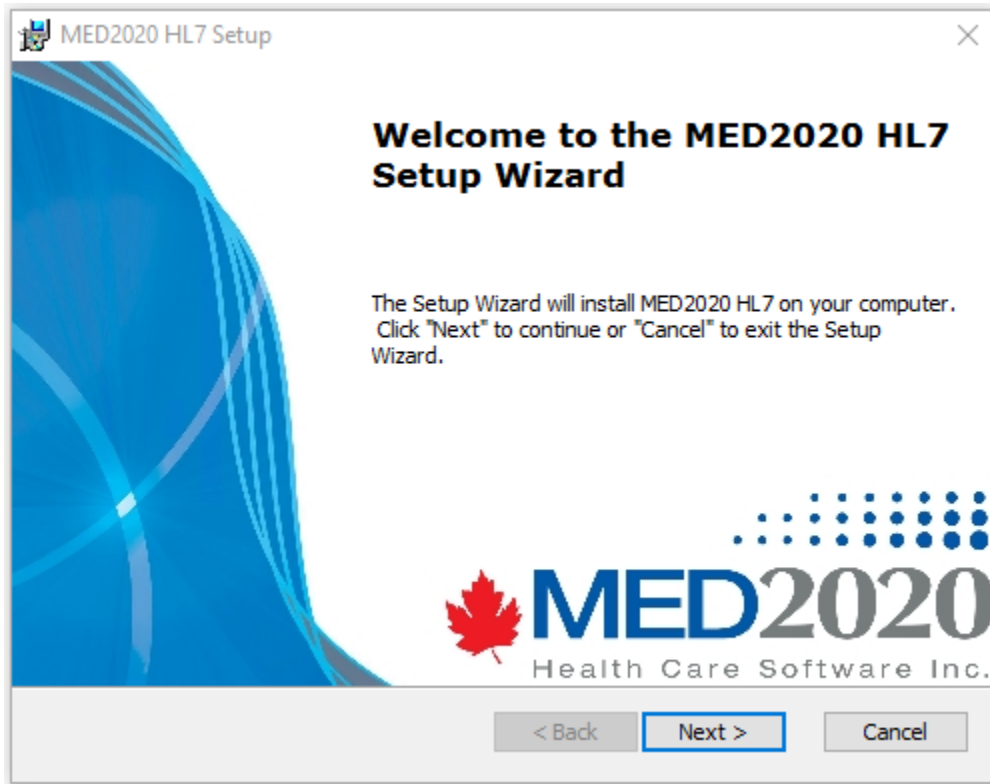 MED2020 HL7 Setup
Welcome to the MED2020 HL7
Setup Wizard
The Setup Wizard will install MED2020 HL7 on your computer.
Click "Next" to continue or "Cancel" to exit the Setup
Wizard.
MED2020
Health Care Software Inc.
< Back
Next >
Cancel